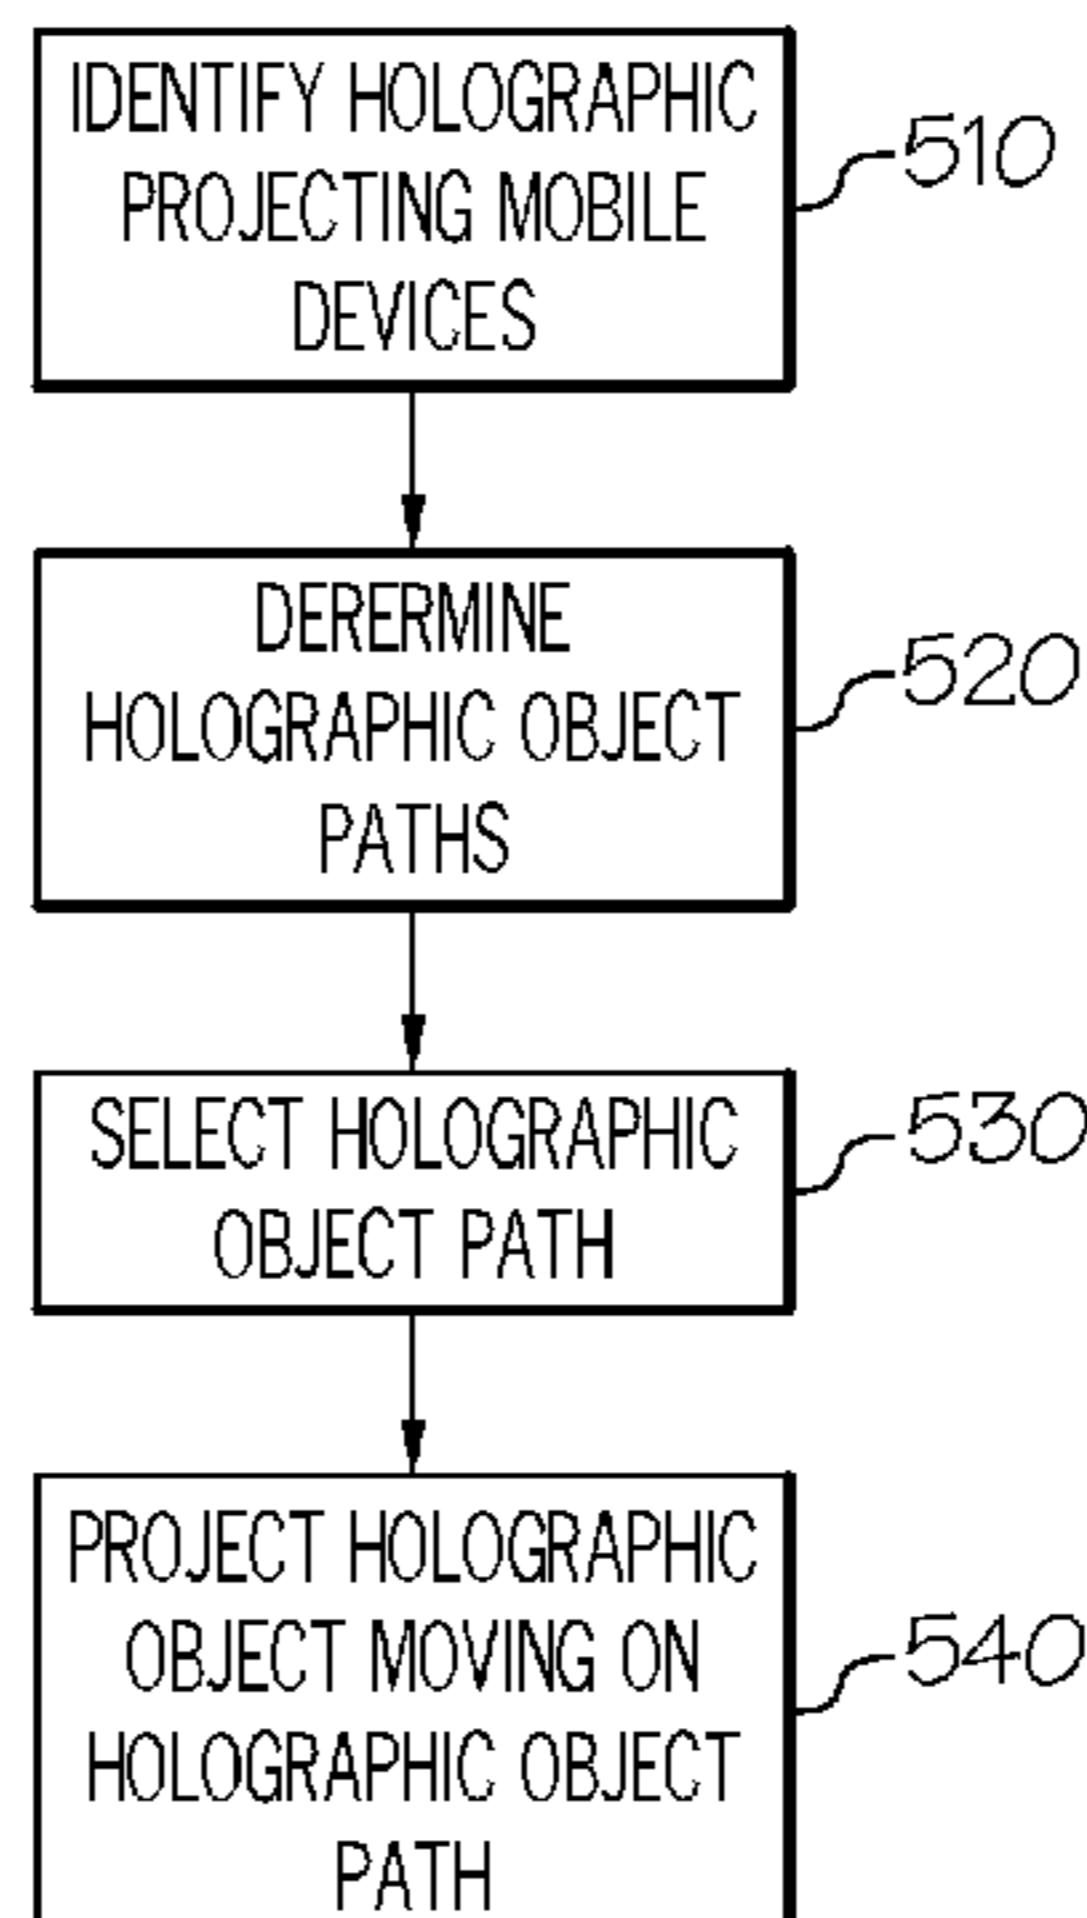 IDENTIFY HOLOGRAPHIC
PROJECTING MOBILE
DEVICES
510
DERERMINE
HOLOGRAPHIC OBJECT
PATHS
520
SELECT HOLOGRAPHIC
OBJECT PATH
530
PROJECT HOLOGRAPHIC
OBJECT MOVING ON
HOLOGRAPHIC OBJECT
PATH
540